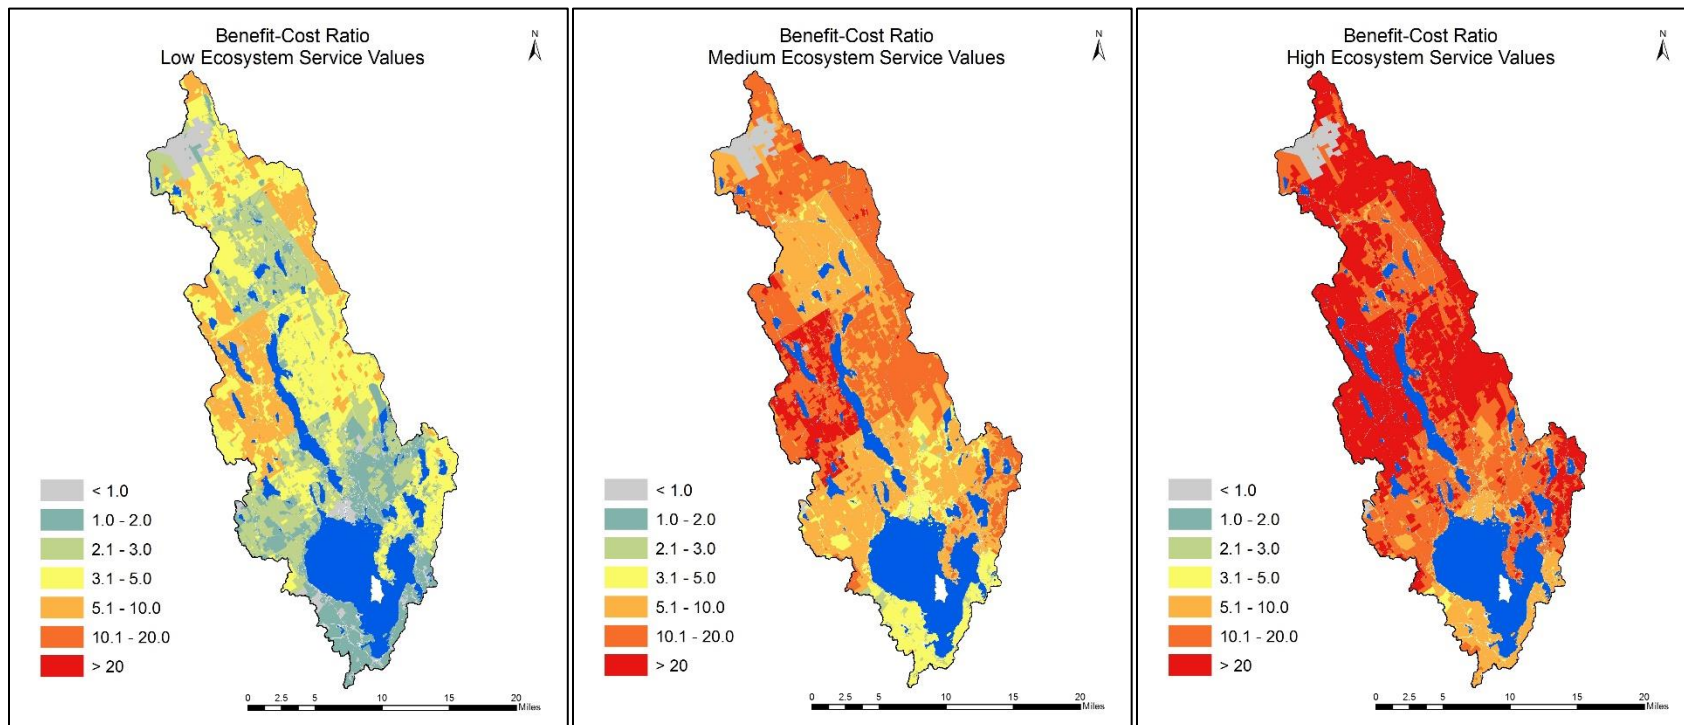 Benefit-Cost Ratio
Low Ecosystem Service Values
N
< 1.0
1.0 - 2.0
2.1 - 3.0
3.1 - 5.0
5.1 - 10.0
10.1 - 20.0
> 20
0 2.5 5 10 15 20
Miles
Benefit-Cost Ratio
Medium Ecosystem Service Values
N
< 1.0
1.0 - 2.0
2.1 - 3.0
3.1 - 5.0
5.1 - 10.0
10.1 - 20.0
> 20
0 2.5 5 10 15 20
Miles
Benefit-Cost Ratio
High Ecosystem Service Values
N
< 1.0
1.0 - 2.0
2.1 - 3.0
3.1 - 5.0
5.1 - 10.0
10.1 - 20.0
> 20
0 2.5 5 10 15 20
Miles